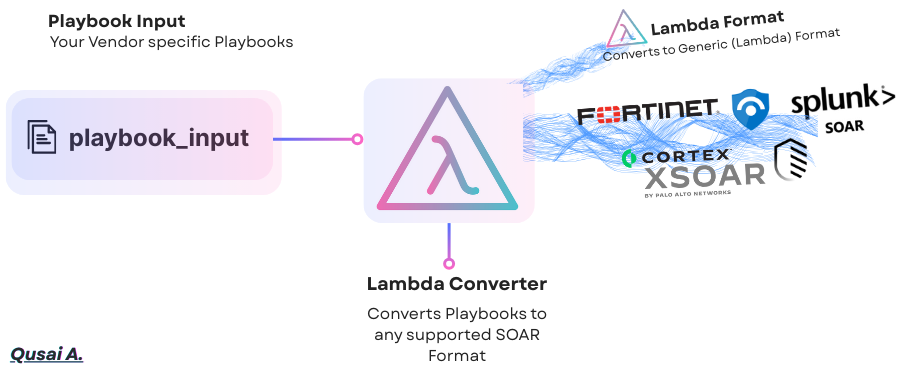 Playbook Input
Your Vendor specific Playbooks
playbook_input
λ
Lambda Converter
Converts Playbooks to
any supported SOAR
Format
λ
Lambda Format
Converts to Generic (Lambda) Format
FORTINET
splunk>
SOAR
CORTEX™
XSOAR
BY PALO ALTO NETWORKS
Qusai A.